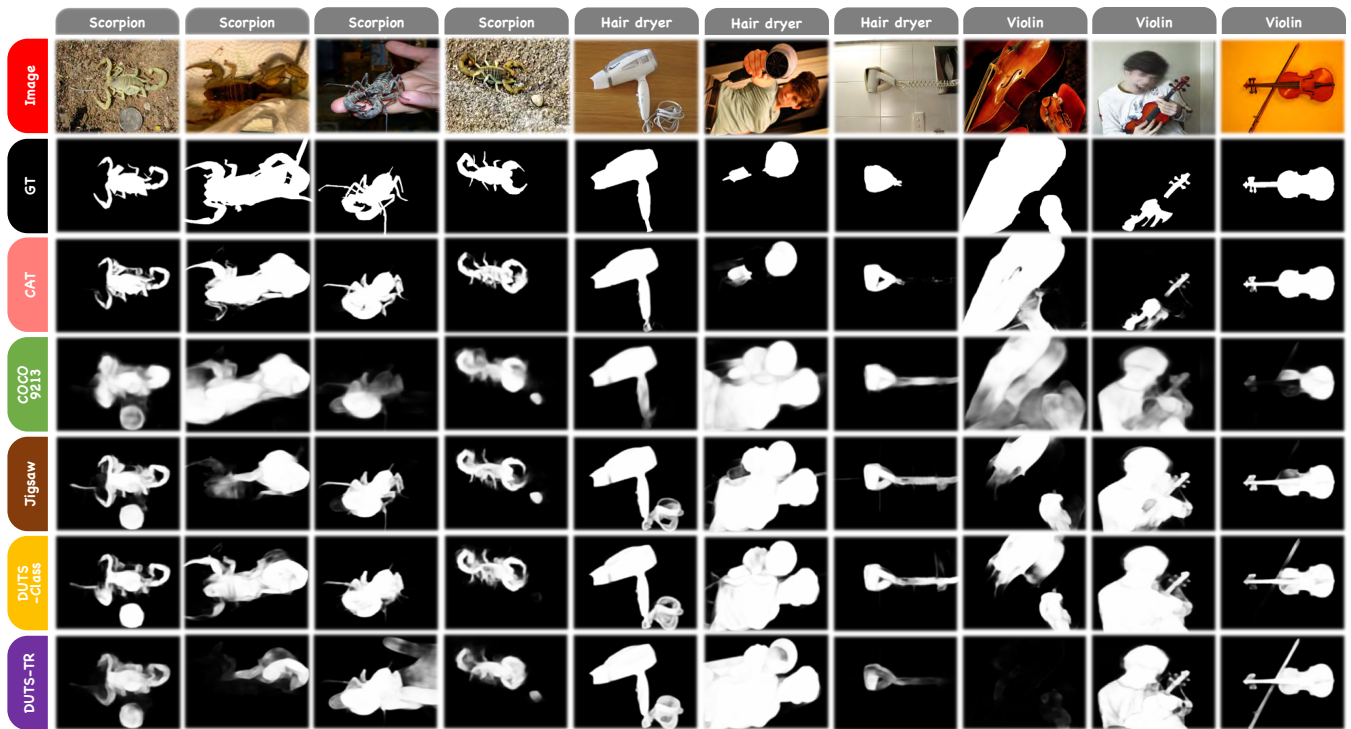 Scorpion
Scorpion
Scorpion
Scorpion
Hair dryer
Hair dryer
Hair dryer
Violin
Violin
Violin
Image
GT
CAT
COCO
9213
Jigsaw
DUTS
-Class
DUTS-TR